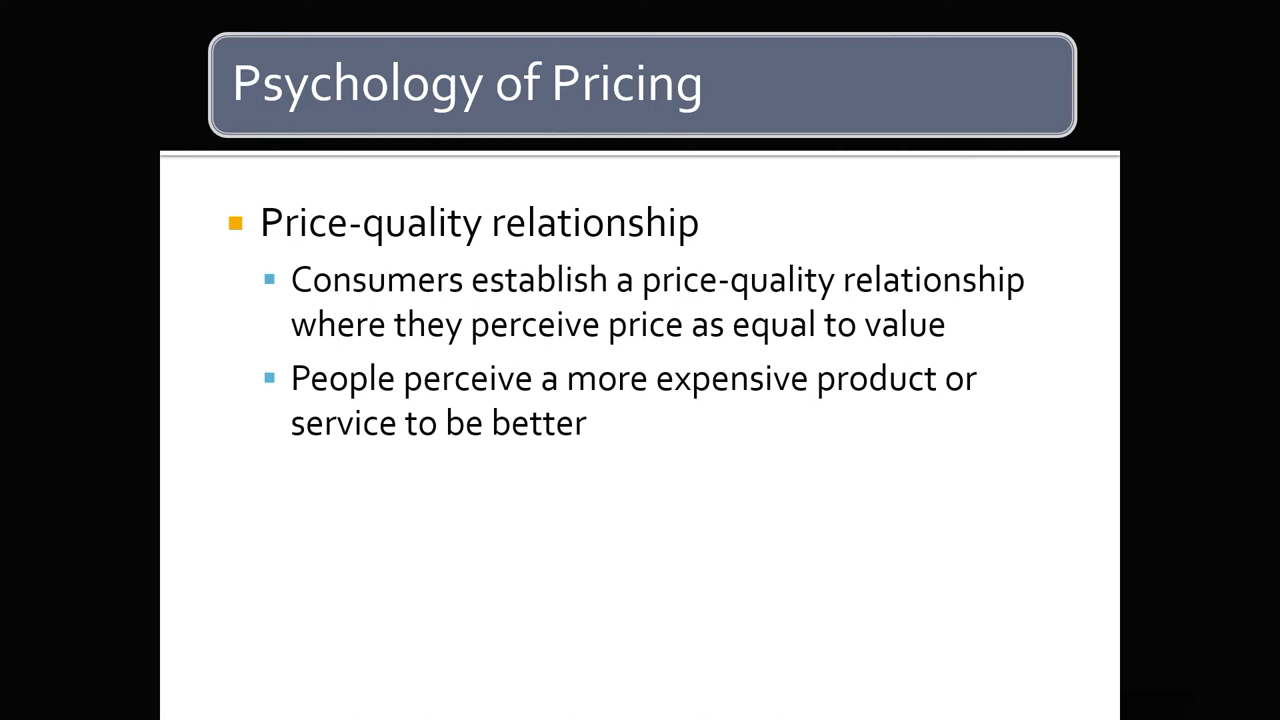 Psychology of Pricing
Price-quality relationship
Consumers establish a price-quality relationship
where they perceive price as equal to value
People perceive a more expensive product or
service to be better